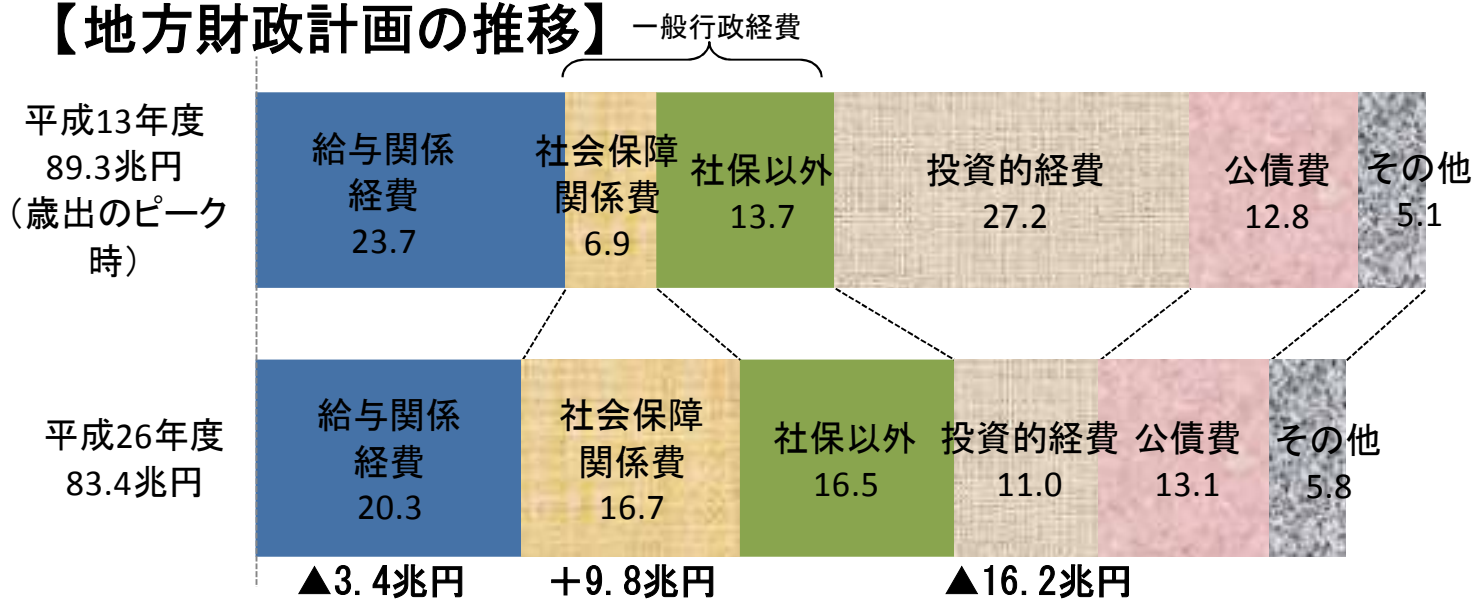 【地方財政計画の推移】
一般行政経費
平成13年度
89.3兆円
（歳出のピーク
時）
給与関係
経費
23.7
社会保障
関係費
6.9
社保以外
13.7
投資的経費
27.2
公債費
12.8
その他
5.1
平成26年度
83.4兆円
給与関係
経費
20.3
社会保障
関係費
16.7
社保以外
16.5
投資的経費
11.0
公債費
13.1
その他
5.8
▲3.4兆円
＋9.8兆円
▲16.2兆円